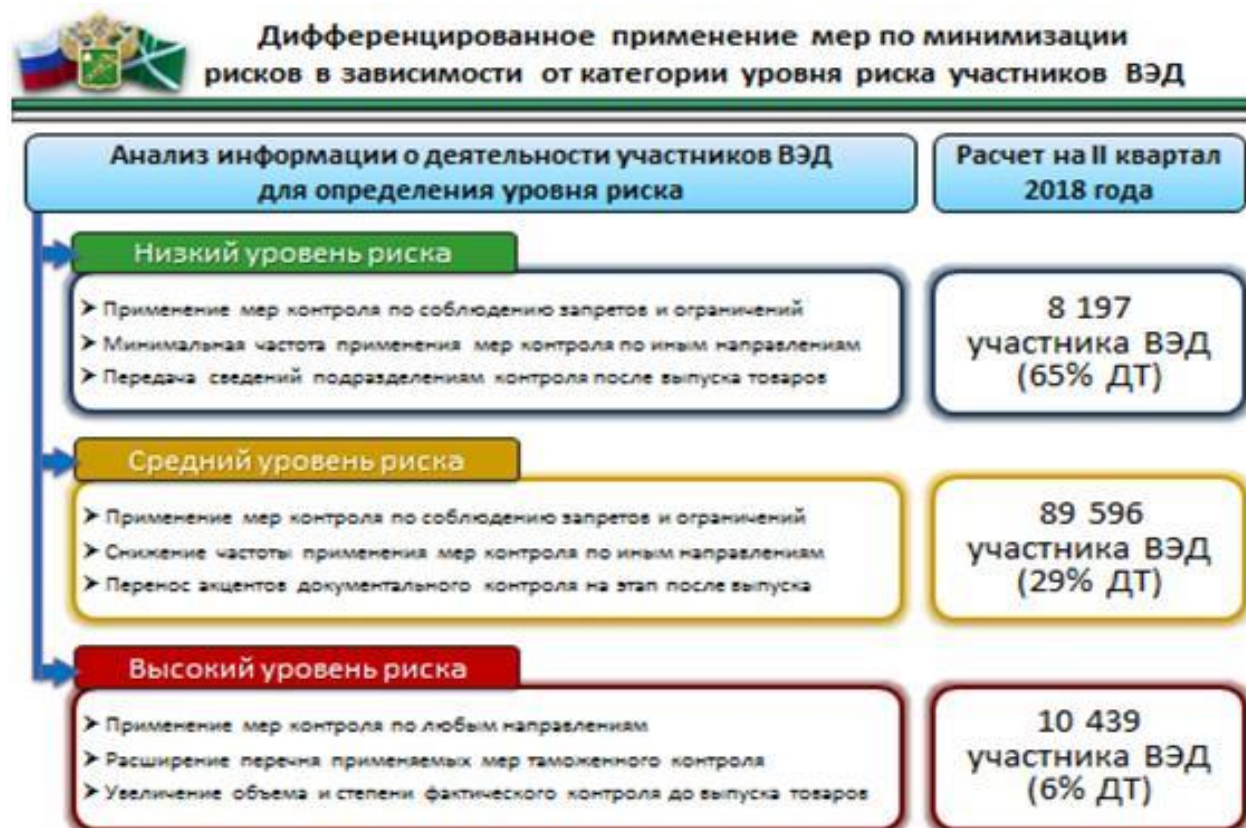 Дифференцированное применение мер по минимизации
рисков в зависимости от категории уровня риска участников ВЭД
Анализ информации о деятельности участников ВЭД
для определения уровня риска
Расчет на II квартал
2018 года
Низкий уровень риска
➤ Применение мер контроля по соблюдению запретов и ограничений
➤ Минимальная частота применения мер контроля по иным направлениям
➤ Передача сведений подразделениям контроля после выпуска товаров
8 197
участника ВЭД
(65% ДТ)
Средний уровень риска
➤ Применение мер контроля по соблюдению запретов и ограничений
➤ Снижение частоты применения мер контроля по иным направлениям
➤ Перенос акцентов документального контроля на этап после выпуска
89 596
участника ВЭД
(29% ДТ)
Высокий уровень риска
➤ Применение мер контроля по любым направлениям
➤ Расширение перечня применяемых мер таможенного контроля
➤ Увеличение объема и степени фактического контроля до выпуска товаров
10 439
участника ВЭД
(6% ДТ)